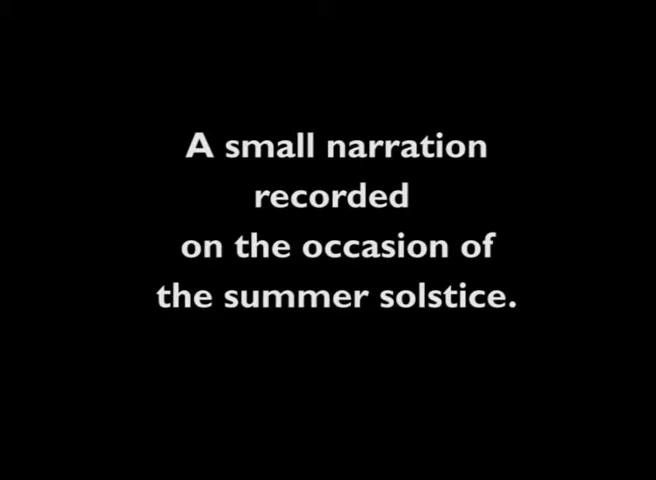 A small narration
recorded
on the occasion of
the summer solstice.